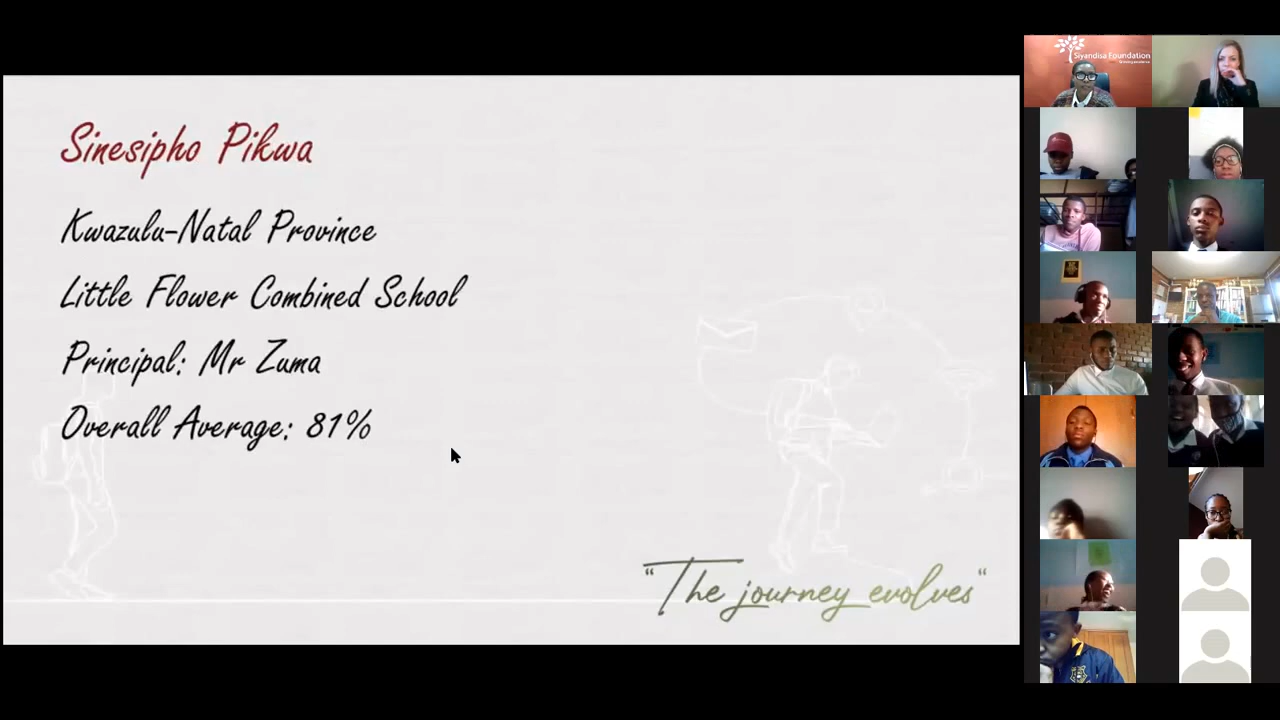 Sinesipho Pikwa
Kwazulu-Natal Province
Little Flower Combined School
Principal: Mr Zuma
Overall Average: 81%
"The journey evolves"
Siyandisa Foundation